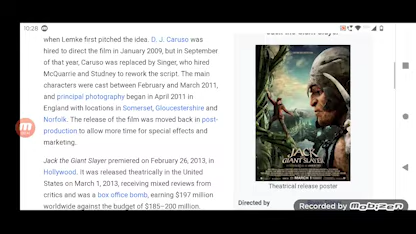 10:28
when Lemke first pitched the idea. D. J. Caruso was
hired to direct the film in January 2009, but in September
of that year, Caruso was replaced by Singer, who hired
McQuarrie and Studney to rework the script. The main
characters were cast between February and March 2011,
and principal photography began in April 2011 in
England with locations in Somerset, Gloucestershire and
Norfolk. The release of the film was moved back in post-
production to allow more time for special effects and
marketing.
Jack the Giant Slayer premiered on February 26, 2013, in
Hollywood. It was released theatrically in the United
States on March 1, 2013, receiving mixed reviews from
critics and was a box office bomb, earning $197 million
worldwide against the budget of $185–200 million.
JACK
THE
GIANT SLAYER
MARCH 1
Theatrical release poster
Directed by
Recorded by mobizen